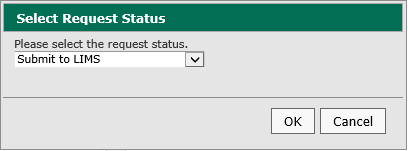 Select Request Status
Please select the request status.
Submit to LIMS
OK Cancel